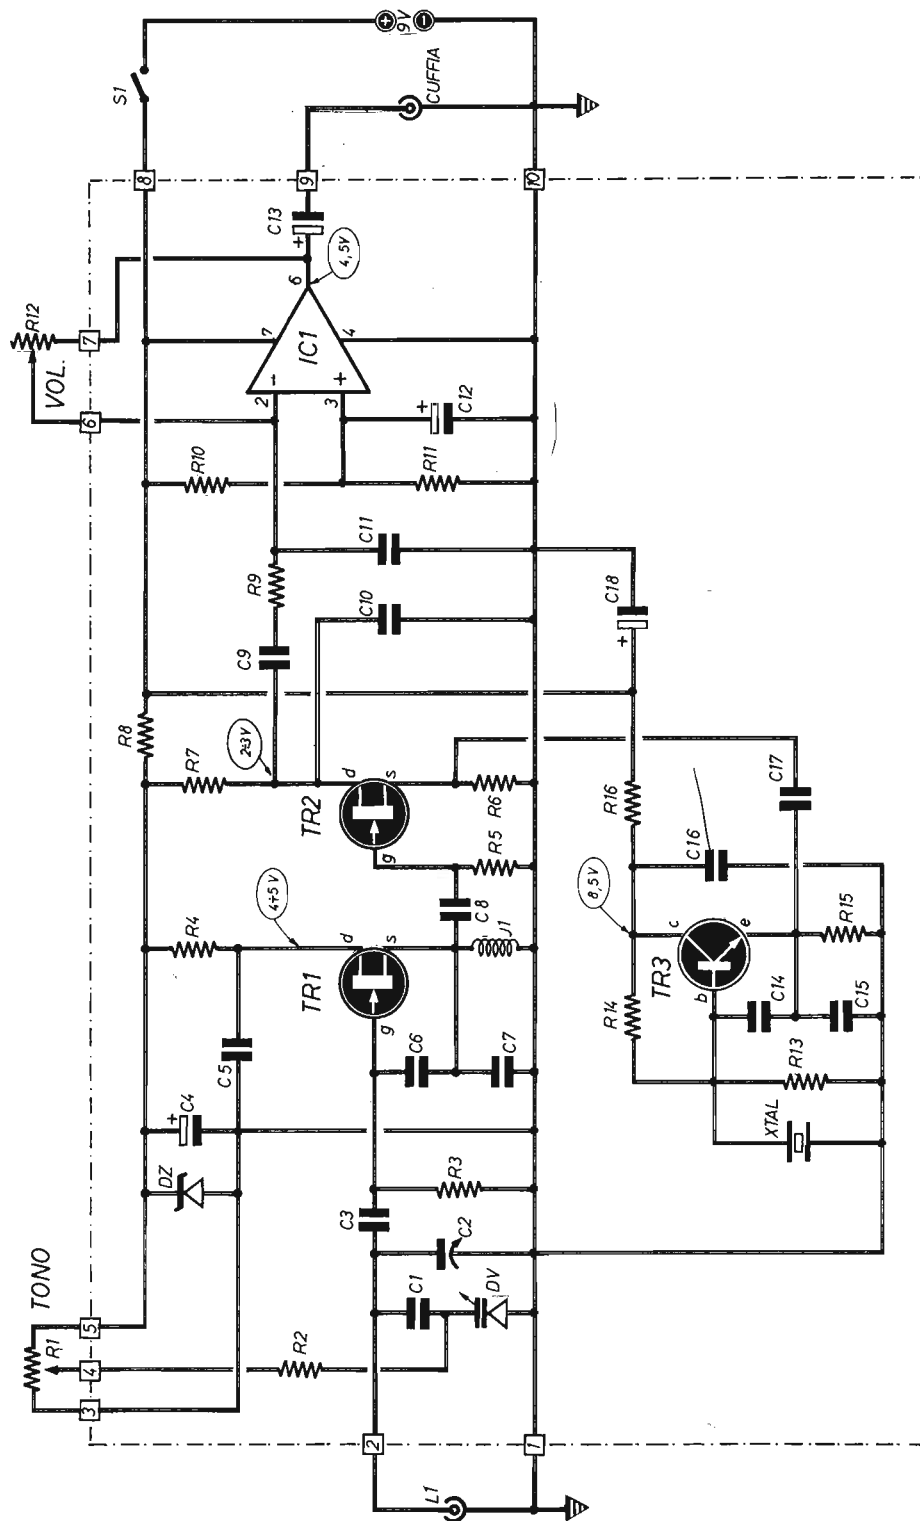 TONO
R1
VOL.
R12
3
4
5
6
7
S1
8
R8
DZ
C4
+
R4
R7
R10
+
9V
-
C5
4÷5V
2÷3V
C9
R9
2
7
6
+
C13
9
R2
IC1
-
+
3
4
4,5V
TR1
d
g
s
TR2
d
g
s
C10
C11
2
C3
C6
CUFFIA
L1
C1
C2
R3
C8
R11
+
C12
DV
C7
J1
R5
R6
1
10
8,5V
R14
R16
+
C18
TR3
b
c
e
C16
C17
XTAL
R13
C14
C15
R15